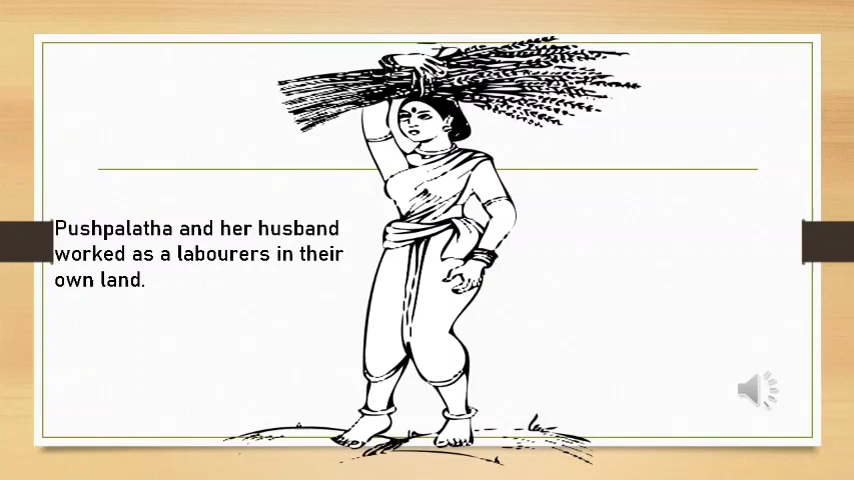 Pushpalatha and her husband
worked as a labourers in their
own land.